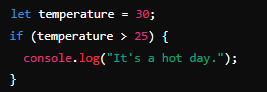 let temperature = 30;
if (temperature > 25) {
  console.log("It's a hot day.");
}